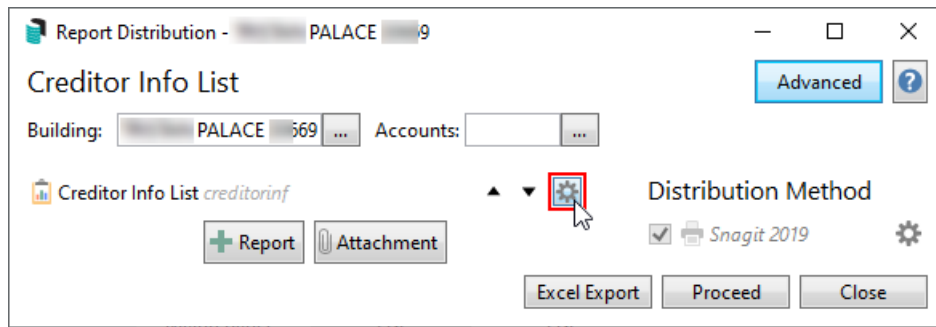 Report Distribution - PALACE 9
Creditor Info List
Advanced
?
Building: PALACE 569 ... Accounts: ...
Creditor Info List creditorinf
Distribution Method
Snagit 2019
Report Attachment
Excel Export Proceed Close